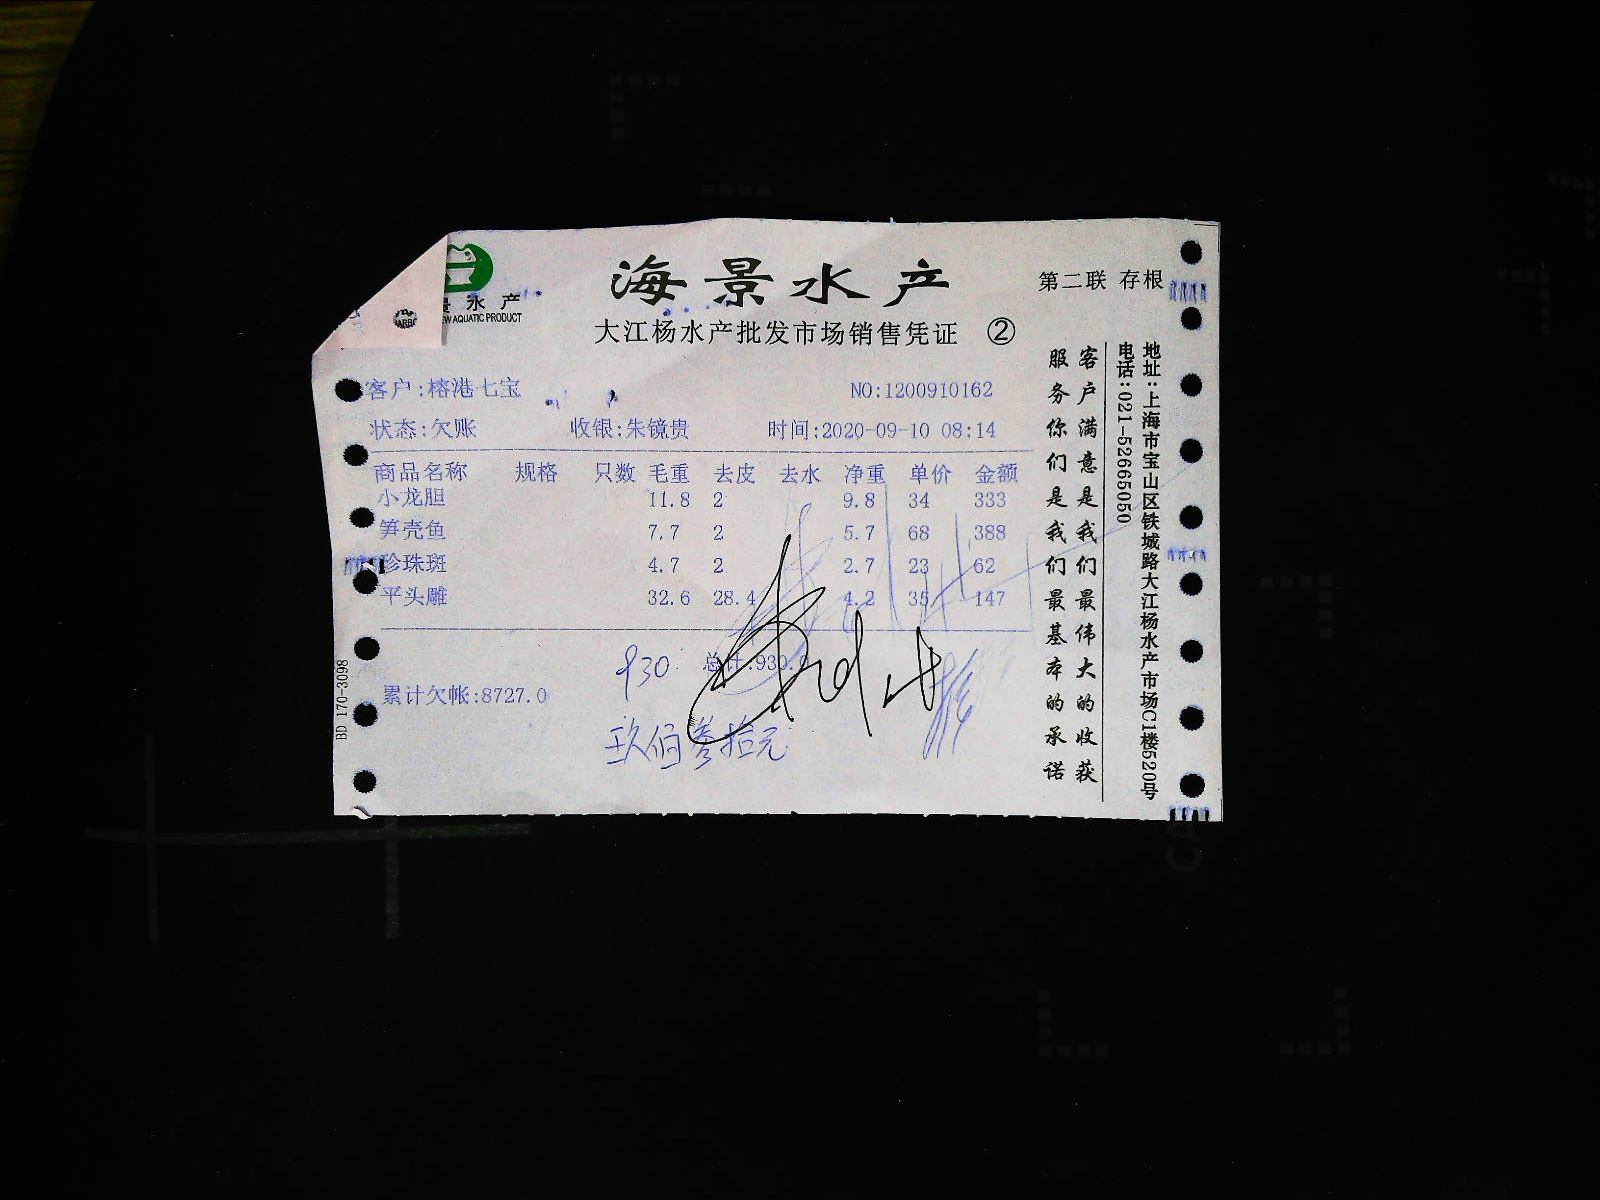 水产
EW AQUATIC PRODUCT
海景水产
第二联 存根
大江杨水产批发市场销售凭证 ②
客户:榕港七宝 NO:1200910162
状态:欠账 收银:朱镜贵 时间:2020-09-10 08:14
商品名称 规格 只数 毛重 去皮 去水 净重 单价 金额
小龙胆 11.8 2 9.8 34 333
笋壳鱼 7.7 2 5.7 68 388
珍珠斑 4.7 2 2.7 23 62
平头雕 32.6 28.4 4.2 35 147
930 总计:930.0
累计欠帐:8727.0
玖佰叁拾元
客户满意是我们最伟大的收获
服务你们是我们最基本的承诺
地址:上海市宝山区铁城路大江杨水产市场C1楼520号
电话:021-52665050
BD 170-3098